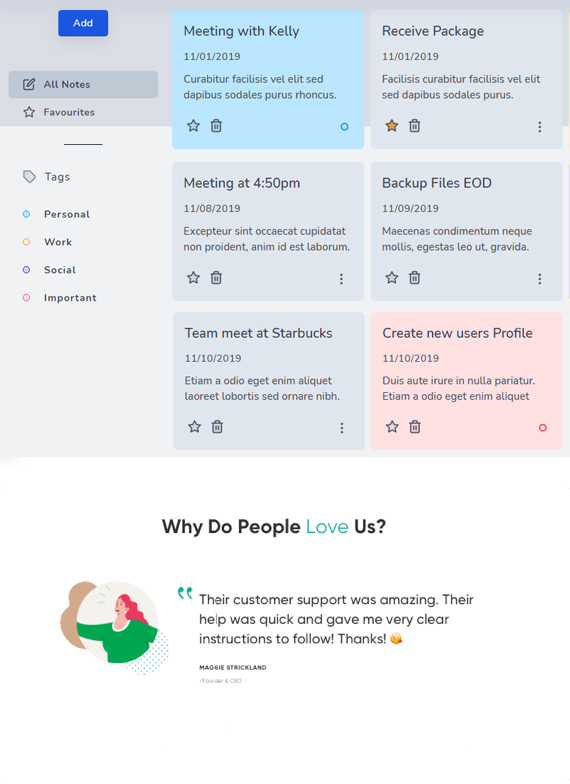 Add
All Notes
Favourites
Tags
Personal
Work
Social
Important
Meeting with Kelly
11/01/2019
Curabitur facilisis vel elit sed
dapibus sodales purus rhoncus.
Receive Package
11/01/2019
Facilisis curabitur facilisis vel elit
sed dapibus sodales purus.
Meeting at 4:50pm
11/08/2019
Excepteur sint occaecat cupidatat
non proident, anim id est laborum.
Backup Files EOD
11/09/2019
Maecenas condimentum neque
mollis, egestas leo ut, gravida.
Team meet at Starbucks
11/10/2019
Etiam a odio eget enim aliquet
laoreet lobortis sed ornare nibh.
Create new users Profile
11/10/2019
Duis aute irure in nulla pariatur.
Etiam a odio eget enim aliquet
Why Do People Love Us?
Their customer support was amazing. Their
help was quick and gave me very clear
instructions to follow! Thanks! 😘
MAGGIE STRICKLAND
/Founder & CEO